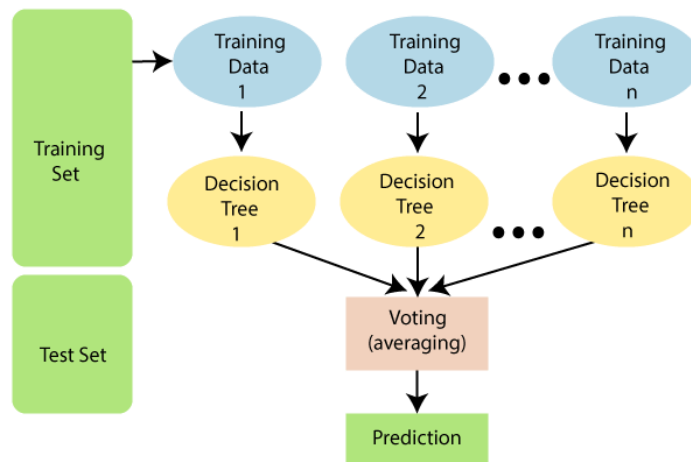 Training
Data
1
Training
Data
2
Training
Data
n
Training
Set
Decision
Tree
1
Decision
Tree
2
Decision
Tree
n
Test Set
Voting
(averaging)
Prediction